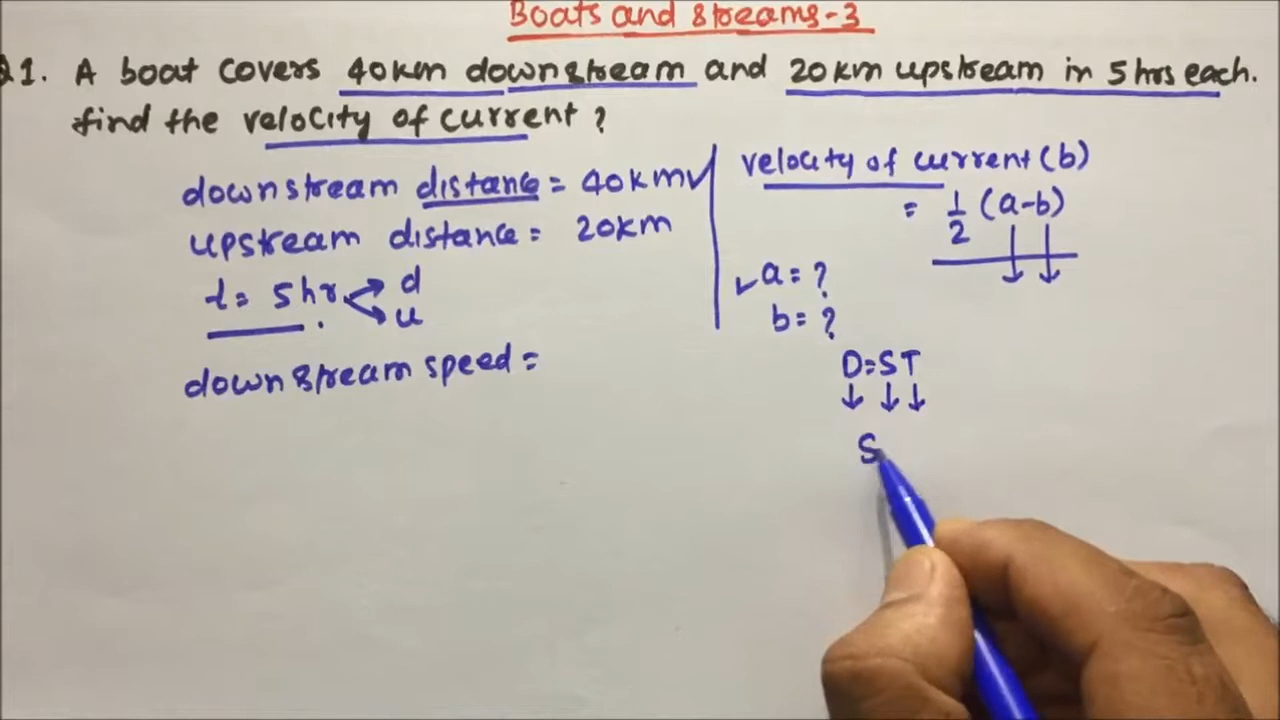 Boats and streams-3
Q1. A boat covers 40km downstream and 20km upstream in 5hrs each.
find the velocity of current ?
downstream distance = 40km
upstream distance = 20km
t = 5hr d
u
downstream speed =
velocity of current (b)
= 1/2 (a-b)
a = ?
b = ?
D=ST
S